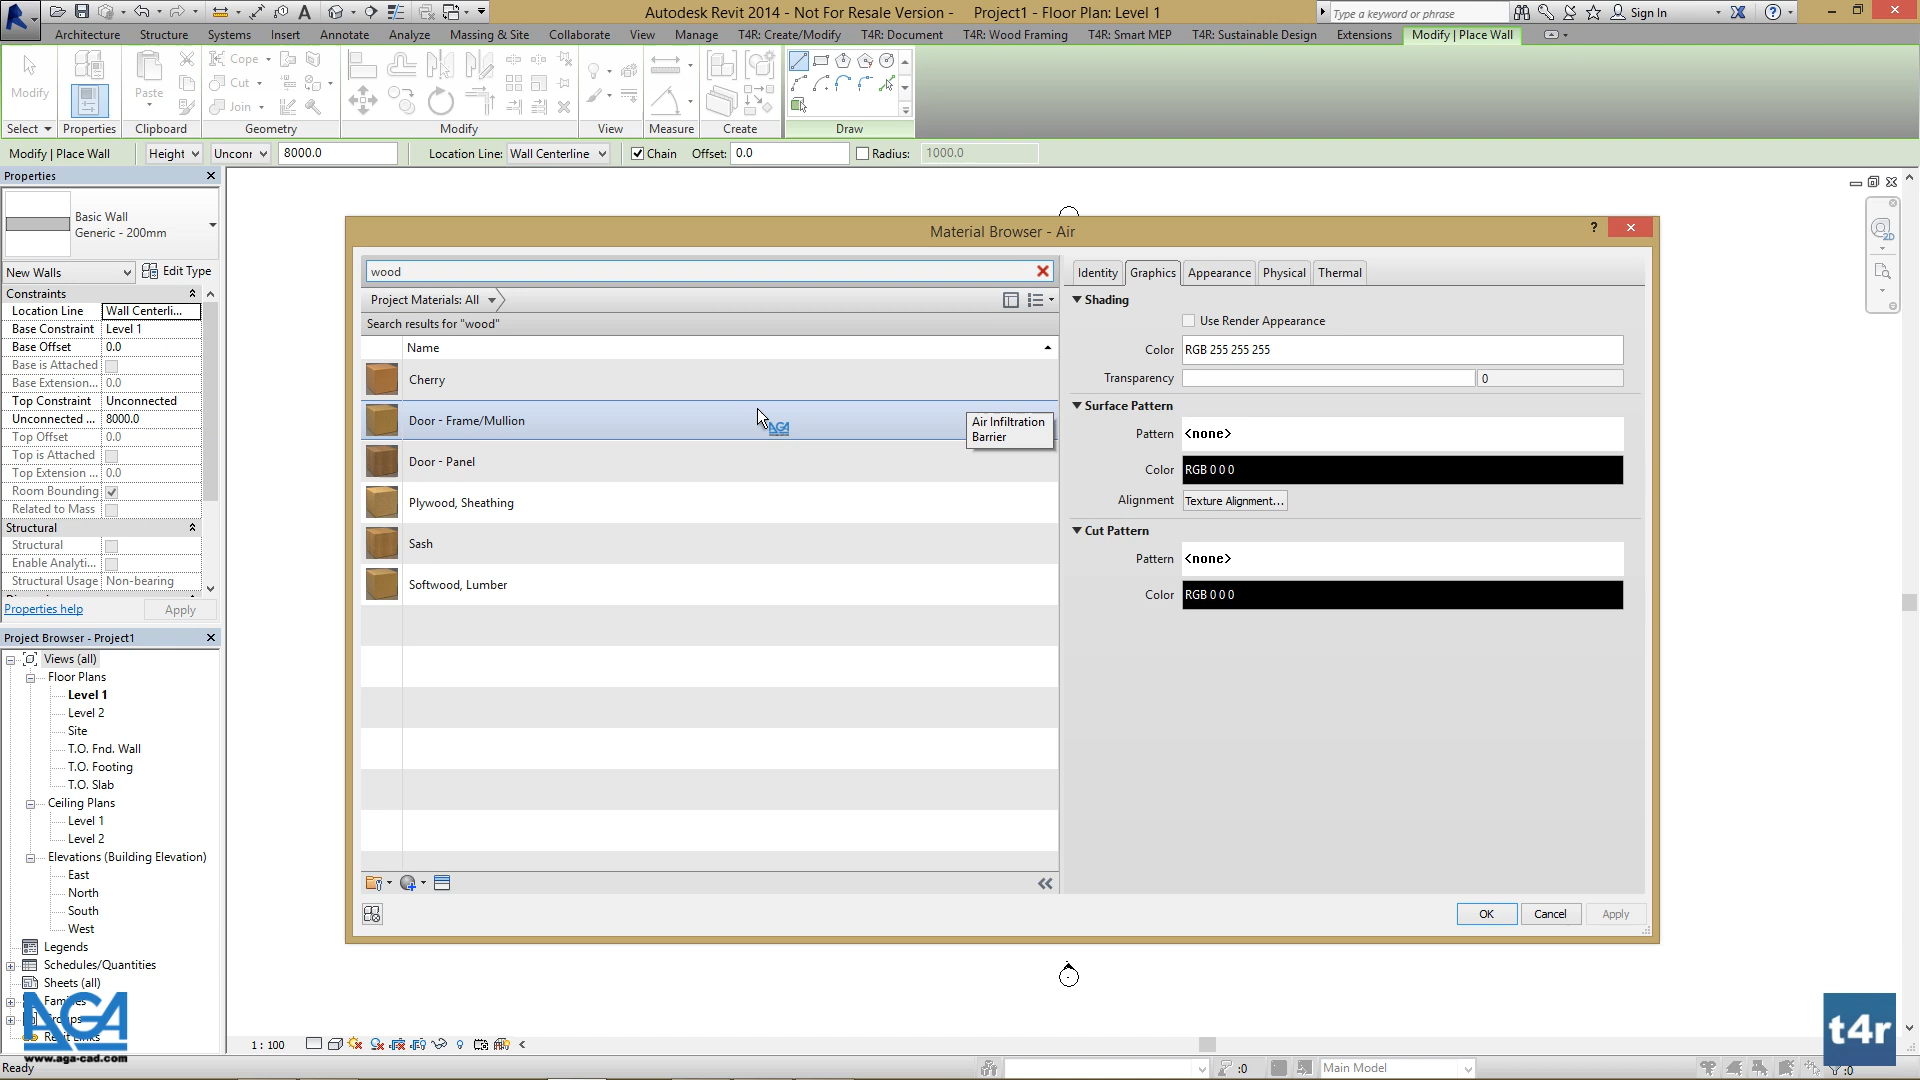 Autodesk Revit 2014 - Not For Resale Version - Project1 - Floor Plan: Level 1
Type a keyword or phrase
Sign In
Architecture Structure Systems Insert Annotate Analyze Massing & Site Collaborate View Manage T4R: Create/Modify T4R: Document T4R: Wood Framing T4R: Smart MEP T4R: Sustainable Design Extensions Modify | Place Wall
Cope
Cut
Join
Modify
Paste
Select Properties Clipboard Geometry Modify View Measure Create Draw
Modify | Place Wall Height Unconr 8000.0 Location Line: Wall Centerline Chain Offset: 0.0 Radius: 1000.0
Properties
Basic Wall
Generic - 200mm
New Walls Edit Type
Constraints
Location Line Wall Centerli...
Base Constraint Level 1
Base Offset 0.0
Base is Attached
Base Extension... 0.0
Top Constraint Unconnected
Unconnected ... 8000.0
Top Offset 0.0
Top is Attached
Top Extension ... 0.0
Room Bounding
Related to Mass
Structural
Structural
Enable Analyti...
Structural Usage Non-bearing
Properties help Apply
Project Browser - Project1
Views (all)
Floor Plans
Level 1
Level 2
Site
T.O. Fnd. Wall
T.O. Footing
T.O. Slab
Ceiling Plans
Level 1
Level 2
Elevations (Building Elevation)
East
North
South
West
Legends
Schedules/Quantities
Sheets (all)
Families
Groups
Revit Links
AGA
www.aga-cad.com
Ready
Material Browser - Air
?
wood
Project Materials: All
Search results for "wood"
Name
Cherry
Door - Frame/Mullion
AGA
Air Infiltration
Barrier
Door - Panel
Plywood, Sheathing
Sash
Softwood, Lumber
Identity Graphics Appearance Physical Thermal
Shading
Use Render Appearance
Color RGB 255 255 255
Transparency 0
Surface Pattern
Pattern <none>
Color RGB 0 0 0
Alignment Texture Alignment...
Cut Pattern
Pattern <none>
Color RGB 0 0 0
OK Cancel Apply
2D
1 : 100
:0
Main Model
:0
t4r